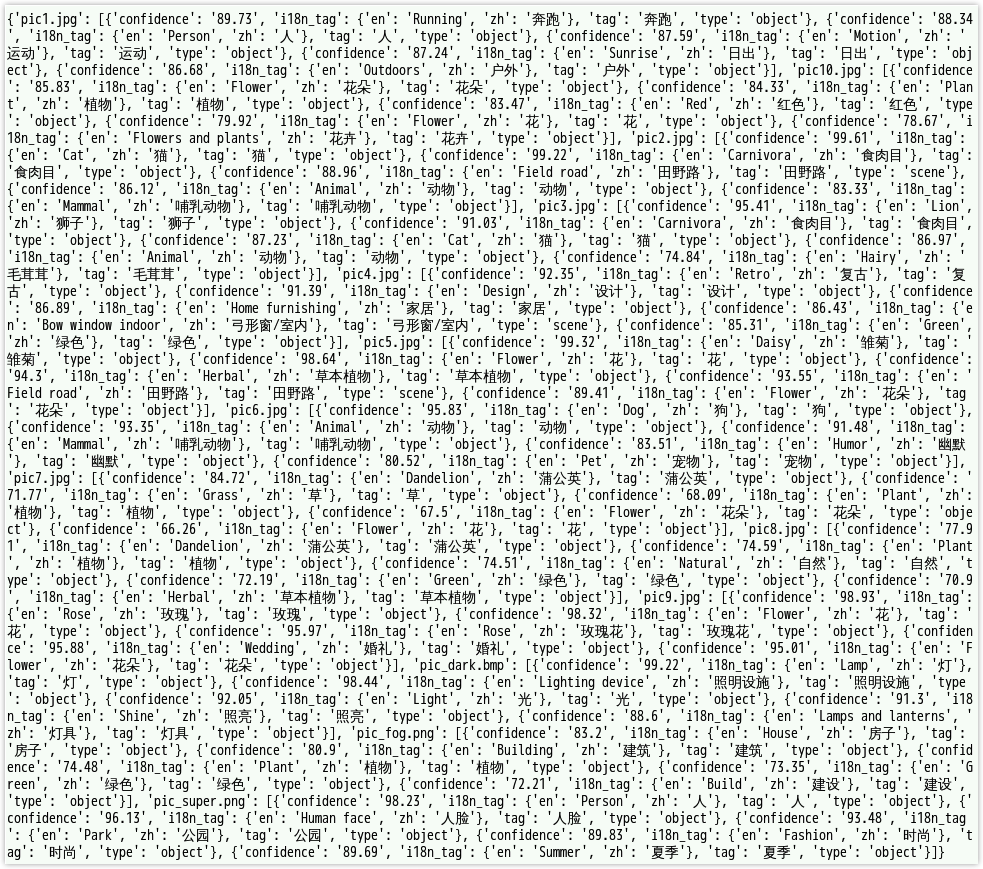 {'pic1.jpg': [{'confidence': '89.73', 'i18n_tag': {'en': 'Running', 'zh': '奔跑'}, 'tag': '奔跑', 'type': 'object'}, {'confidence': '88.34
', 'i18n_tag': {'en': 'Person', 'zh': '人'}, 'tag': '人', 'type': 'object'}, {'confidence': '87.59', 'i18n_tag': {'en': 'Motion', 'zh': '
运动'}, 'tag': '运动', 'type': 'object'}, {'confidence': '87.24', 'i18n_tag': {'en': 'Sunrise', 'zh': '日出'}, 'tag': '日出', 'type': 'obj
ect'}, {'confidence': '86.68', 'i18n_tag': {'en': 'Outdoors', 'zh': '户外'}, 'tag': '户外', 'type': 'object'}], 'pic10.jpg': [{'confidence
': '85.83', 'i18n_tag': {'en': 'Flower', 'zh': '花朵'}, 'tag': '花朵', 'type': 'object'}, {'confidence': '84.33', 'i18n_tag': {'en': 'Plan
t', 'zh': '植物'}, 'tag': '植物', 'type': 'object'}, {'confidence': '83.47', 'i18n_tag': {'en': 'Red', 'zh': '红色'}, 'tag': '红色', 'type
': 'object'}, {'confidence': '79.92', 'i18n_tag': {'en': 'Flower', 'zh': '花'}, 'tag': '花', 'type': 'object'}, {'confidence': '78.67', 'i
18n_tag': {'en': 'Flowers and plants', 'zh': '花卉'}, 'tag': '花卉', 'type': 'object'}], 'pic2.jpg': [{'confidence': '99.61', 'i18n_tag':
{'en': 'Cat', 'zh': '猫'}, 'tag': '猫', 'type': 'object'}, {'confidence': '99.22', 'i18n_tag': {'en': 'Carnivora', 'zh': '食肉目'}, 'tag':
'食肉目', 'type': 'object'}, {'confidence': '88.96', 'i18n_tag': {'en': 'Field road', 'zh': '田野路'}, 'tag': '田野路', 'type': 'scene'},
{'confidence': '86.12', 'i18n_tag': {'en': 'Animal', 'zh': '动物'}, 'tag': '动物', 'type': 'object'}, {'confidence': '83.33', 'i18n_tag':
{'en': 'Mammal', 'zh': '哺乳动物'}, 'tag': '哺乳动物', 'type': 'object'}], 'pic3.jpg': [{'confidence': '95.41', 'i18n_tag': {'en': 'Lion',
'zh': '狮子'}, 'tag': '狮子', 'type': 'object'}, {'confidence': '91.03', 'i18n_tag': {'en': 'Carnivora', 'zh': '食肉目'}, 'tag': '食肉目',
'type': 'object'}, {'confidence': '87.23', 'i18n_tag': {'en': 'Cat', 'zh': '猫'}, 'tag': '猫', 'type': 'object'}, {'confidence': '86.97',
'i18n_tag': {'en': 'Animal', 'zh': '动物'}, 'tag': '动物', 'type': 'object'}, {'confidence': '74.84', 'i18n_tag': {'en': 'Hairy', 'zh': '
毛茸茸'}, 'tag': '毛茸茸', 'type': 'object'}], 'pic4.jpg': [{'confidence': '92.35', 'i18n_tag': {'en': 'Retro', 'zh': '复古'}, 'tag': '复
古', 'type': 'object'}, {'confidence': '91.39', 'i18n_tag': {'en': 'Design', 'zh': '设计'}, 'tag': '设计', 'type': 'object'}, {'confidence
': '86.89', 'i18n_tag': {'en': 'Home furnishing', 'zh': '家居'}, 'tag': '家居', 'type': 'object'}, {'confidence': '86.43', 'i18n_tag': {'e
n': 'Bow window indoor', 'zh': '弓形窗/室内'}, 'tag': '弓形窗/室内', 'type': 'scene'}, {'confidence': '85.31', 'i18n_tag': {'en': 'Green',
'zh': '绿色'}, 'tag': '绿色', 'type': 'object'}], 'pic5.jpg': [{'confidence': '99.32', 'i18n_tag': {'en': 'Daisy', 'zh': '雏菊'}, 'tag': '
雏菊', 'type': 'object'}, {'confidence': '98.64', 'i18n_tag': {'en': 'Flower', 'zh': '花'}, 'tag': '花', 'type': 'object'}, {'confidence':
'94.3', 'i18n_tag': {'en': 'Herbal', 'zh': '草本植物'}, 'tag': '草本植物', 'type': 'object'}, {'confidence': '93.55', 'i18n_tag': {'en': '
Field road', 'zh': '田野路'}, 'tag': '田野路', 'type': 'scene'}, {'confidence': '89.41', 'i18n_tag': {'en': 'Flower', 'zh': '花朵'}, 'tag
': '花朵', 'type': 'object'}], 'pic6.jpg': [{'confidence': '95.83', 'i18n_tag': {'en': 'Dog', 'zh': '狗'}, 'tag': '狗', 'type': 'object'},
{'confidence': '93.35', 'i18n_tag': {'en': 'Animal', 'zh': '动物'}, 'tag': '动物', 'type': 'object'}, {'confidence': '91.48', 'i18n_tag':
{'en': 'Mammal', 'zh': '哺乳动物'}, 'tag': '哺乳动物', 'type': 'object'}, {'confidence': '83.51', 'i18n_tag': {'en': 'Humor', 'zh': '幽默
'}, 'tag': '幽默', 'type': 'object'}, {'confidence': '80.52', 'i18n_tag': {'en': 'Pet', 'zh': '宠物'}, 'tag': '宠物', 'type': 'object'}],
'pic7.jpg': [{'confidence': '84.72', 'i18n_tag': {'en': 'Dandelion', 'zh': '蒲公英'}, 'tag': '蒲公英', 'type': 'object'}, {'confidence': '
71.77', 'i18n_tag': {'en': 'Grass', 'zh': '草'}, 'tag': '草', 'type': 'object'}, {'confidence': '68.09', 'i18n_tag': {'en': 'Plant', 'zh':
'植物'}, 'tag': '植物', 'type': 'object'}, {'confidence': '67.5', 'i18n_tag': {'en': 'Flower', 'zh': '花朵'}, 'tag': '花朵', 'type': 'obje
ct'}, {'confidence': '66.26', 'i18n_tag': {'en': 'Flower', 'zh': '花'}, 'tag': '花', 'type': 'object'}], 'pic8.jpg': [{'confidence': '77.9
1', 'i18n_tag': {'en': 'Dandelion', 'zh': '蒲公英'}, 'tag': '蒲公英', 'type': 'object'}, {'confidence': '74.59', 'i18n_tag': {'en': 'Plant
', 'zh': '植物'}, 'tag': '植物', 'type': 'object'}, {'confidence': '74.51', 'i18n_tag': {'en': 'Natural', 'zh': '自然'}, 'tag': '自然', 't
ype': 'object'}, {'confidence': '72.19', 'i18n_tag': {'en': 'Green', 'zh': '绿色'}, 'tag': '绿色', 'type': 'object'}, {'confidence': '70.9
', 'i18n_tag': {'en': 'Herbal', 'zh': '草本植物'}, 'tag': '草本植物', 'type': 'object'}], 'pic9.jpg': [{'confidence': '98.93', 'i18n_tag':
{'en': 'Rose', 'zh': '玫瑰'}, 'tag': '玫瑰', 'type': 'object'}, {'confidence': '98.32', 'i18n_tag': {'en': 'Flower', 'zh': '花'}, 'tag': '
花', 'type': 'object'}, {'confidence': '95.97', 'i18n_tag': {'en': 'Rose', 'zh': '玫瑰花'}, 'tag': '玫瑰花', 'type': 'object'}, {'confiden
ce': '95.88', 'i18n_tag': {'en': 'Wedding', 'zh': '婚礼'}, 'tag': '婚礼', 'type': 'object'}, {'confidence': '95.01', 'i18n_tag': {'en': 'F
lower', 'zh': '花朵'}, 'tag': '花朵', 'type': 'object'}], 'pic_dark.bmp': [{'confidence': '99.22', 'i18n_tag': {'en': 'Lamp', 'zh': '灯'},
'tag': '灯', 'type': 'object'}, {'confidence': '98.44', 'i18n_tag': {'en': 'Lighting device', 'zh': '照明设施'}, 'tag': '照明设施', 'type
': 'object'}, {'confidence': '92.05', 'i18n_tag': {'en': 'Light', 'zh': '光'}, 'tag': '光', 'type': 'object'}, {'confidence': '91.3', 'i18
n_tag': {'en': 'Shine', 'zh': '照亮'}, 'tag': '照亮', 'type': 'object'}, {'confidence': '88.6', 'i18n_tag': {'en': 'Lamps and lanterns', '
zh': '灯具'}, 'tag': '灯具', 'type': 'object'}], 'pic_fog.png': [{'confidence': '83.2', 'i18n_tag': {'en': 'House', 'zh': '房子'}, 'tag':
'房子', 'type': 'object'}, {'confidence': '80.9', 'i18n_tag': {'en': 'Building', 'zh': '建筑'}, 'tag': '建筑', 'type': 'object'}, {'confid
ence': '74.48', 'i18n_tag': {'en': 'Plant', 'zh': '植物'}, 'tag': '植物', 'type': 'object'}, {'confidence': '73.35', 'i18n_tag': {'en': 'G
reen', 'zh': '绿色'}, 'tag': '绿色', 'type': 'object'}, {'confidence': '72.21', 'i18n_tag': {'en': 'Build', 'zh': '建设'}, 'tag': '建设',
'type': 'object'}], 'pic_super.png': [{'confidence': '98.23', 'i18n_tag': {'en': 'Person', 'zh': '人'}, 'tag': '人', 'type': 'object'}, {'
confidence': '96.13', 'i18n_tag': {'en': 'Human face', 'zh': '人脸'}, 'tag': '人脸', 'type': 'object'}, {'confidence': '93.48', 'i18n_tag
': {'en': 'Park', 'zh': '公园'}, 'tag': '公园', 'type': 'object'}, {'confidence': '89.83', 'i18n_tag': {'en': 'Fashion', 'zh': '时尚'}, 't
ag': '时尚', 'type': 'object'}, {'confidence': '89.69', 'i18n_tag': {'en': 'Summer', 'zh': '夏季'}, 'tag': '夏季', 'type': 'object'}]}